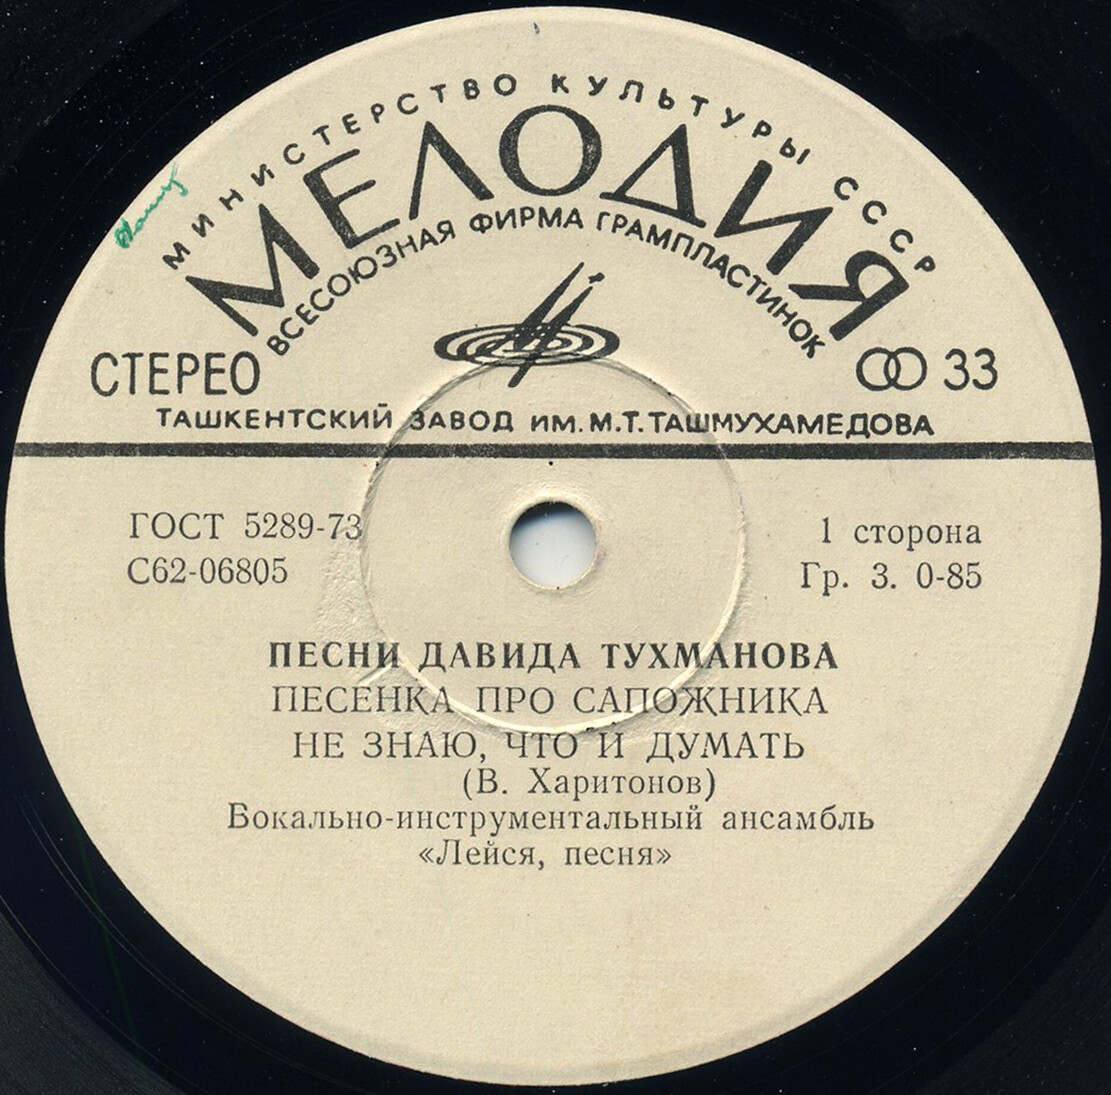 МИНИСТЕРСТВО КУЛЬТУРЫ СССР
МЕЛОДИЯ
ВСЕСОЮЗНАЯ ФИРМА ГРАМПЛАСТИНОК
СТЕРЕО
33
ТАШКЕНТСКИЙ ЗАВОД ИМ. М.Т. ТАШМУХАМЕДОВА
ГОСТ 5289-73
1 сторона
С62-06805
Гр. 3. 0-85
ПЕСНИ ДАВИДА ТУХМАНОВА
ПЕСЕНКА ПРО САПОЖНИКА
НЕ ЗНАЮ, ЧТО И ДУМАТЬ
(В. Харитонов)
Вокально-инструментальный ансамбль
«Лейся, песня»